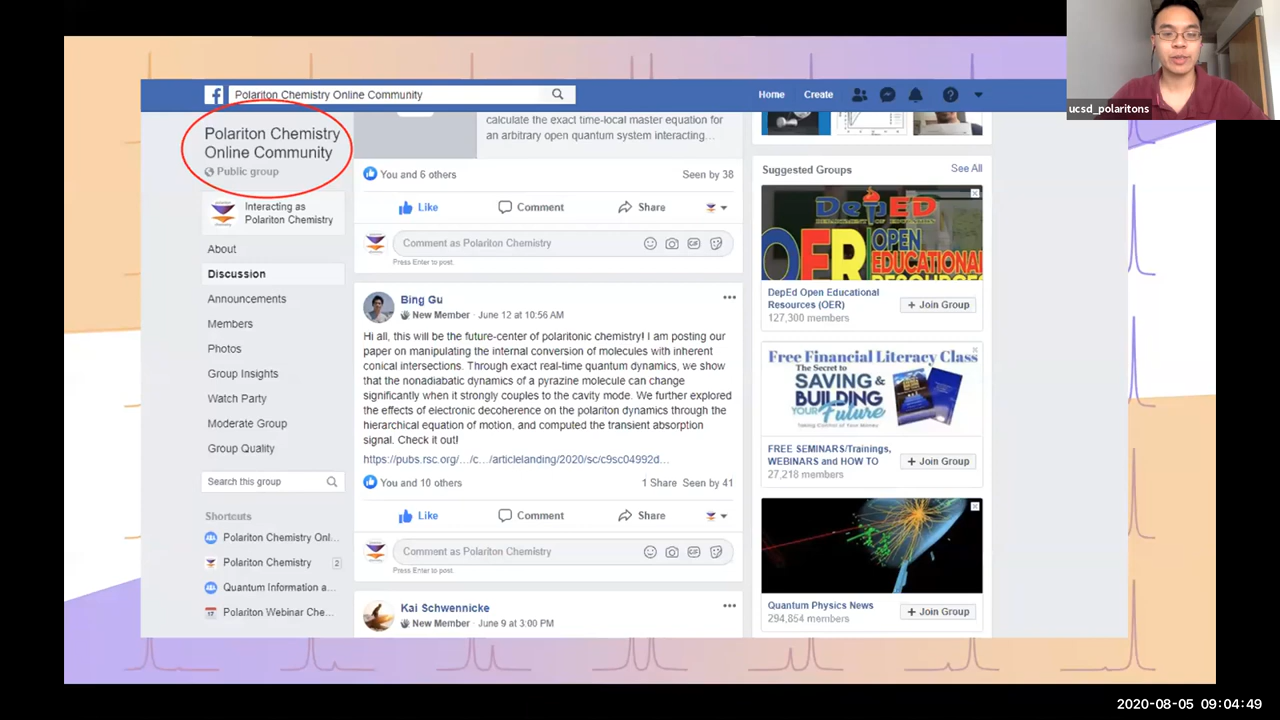 Polariton Chemistry Online Community
Home
Create
Polariton Chemistry
Online Community
Public group
Interacting as
Polariton Chemistry
About
Discussion
Announcements
Members
Photos
Group Insights
Watch Party
Moderate Group
Group Quality
Search this group
Shortcuts
Polariton Chemistry Onl...
Polariton Chemistry
2
Quantum Information a...
Polariton Webinar Che...
calculate the exact time-local master equation for
an arbitrary open quantum system interacting...
You and 6 others
Seen by 38
Like
Comment
Share
Comment as Polariton Chemistry
GIF
Press Enter to post.
Bing Gu
New Member · June 12 at 10:56 AM
Hi all, this will be the future-center of polaritonic chemistry! I am posting our
paper on manipulating the internal conversion of molecules with inherent
conical intersections. Through exact real-time quantum dynamics, we show
that the nonadiabatic dynamics of a pyrazine molecule can change
significantly when it strongly couples to the cavity mode. We further explored
the effects of electronic decoherence on the polariton dynamics through the
hierarchical equation of motion, and computed the transient absorption
signal. Check it out!
https://pubs.rsc.org/…/c…/articlelanding/2020/sc/c9sc04992d…
You and 10 others
1 Share Seen by 41
Like
Comment
Share
Comment as Polariton Chemistry
GIF
Press Enter to post.
Kai Schwennicke
New Member · June 9 at 3:00 PM
Suggested Groups
See All
DepED
DEPARTMENT OF EDUCATION
OER
OPEN
EDUCATIONAL
RESOURCES
DepEd Open Educational
Resources (OER)
127,300 members
+ Join Group
Free Financial Literacy Class
The Secret to
SAVING &
BUILDING
YOUR Future
Taking Control of Your Money
FREE SEMINARS/Trainings,
WEBINARS and HOW TO
27,218 members
+ Join Group
Quantum Physics News
294,854 members
+ Join Group
ucsd_polaritons
2020-08-05 09:04:49